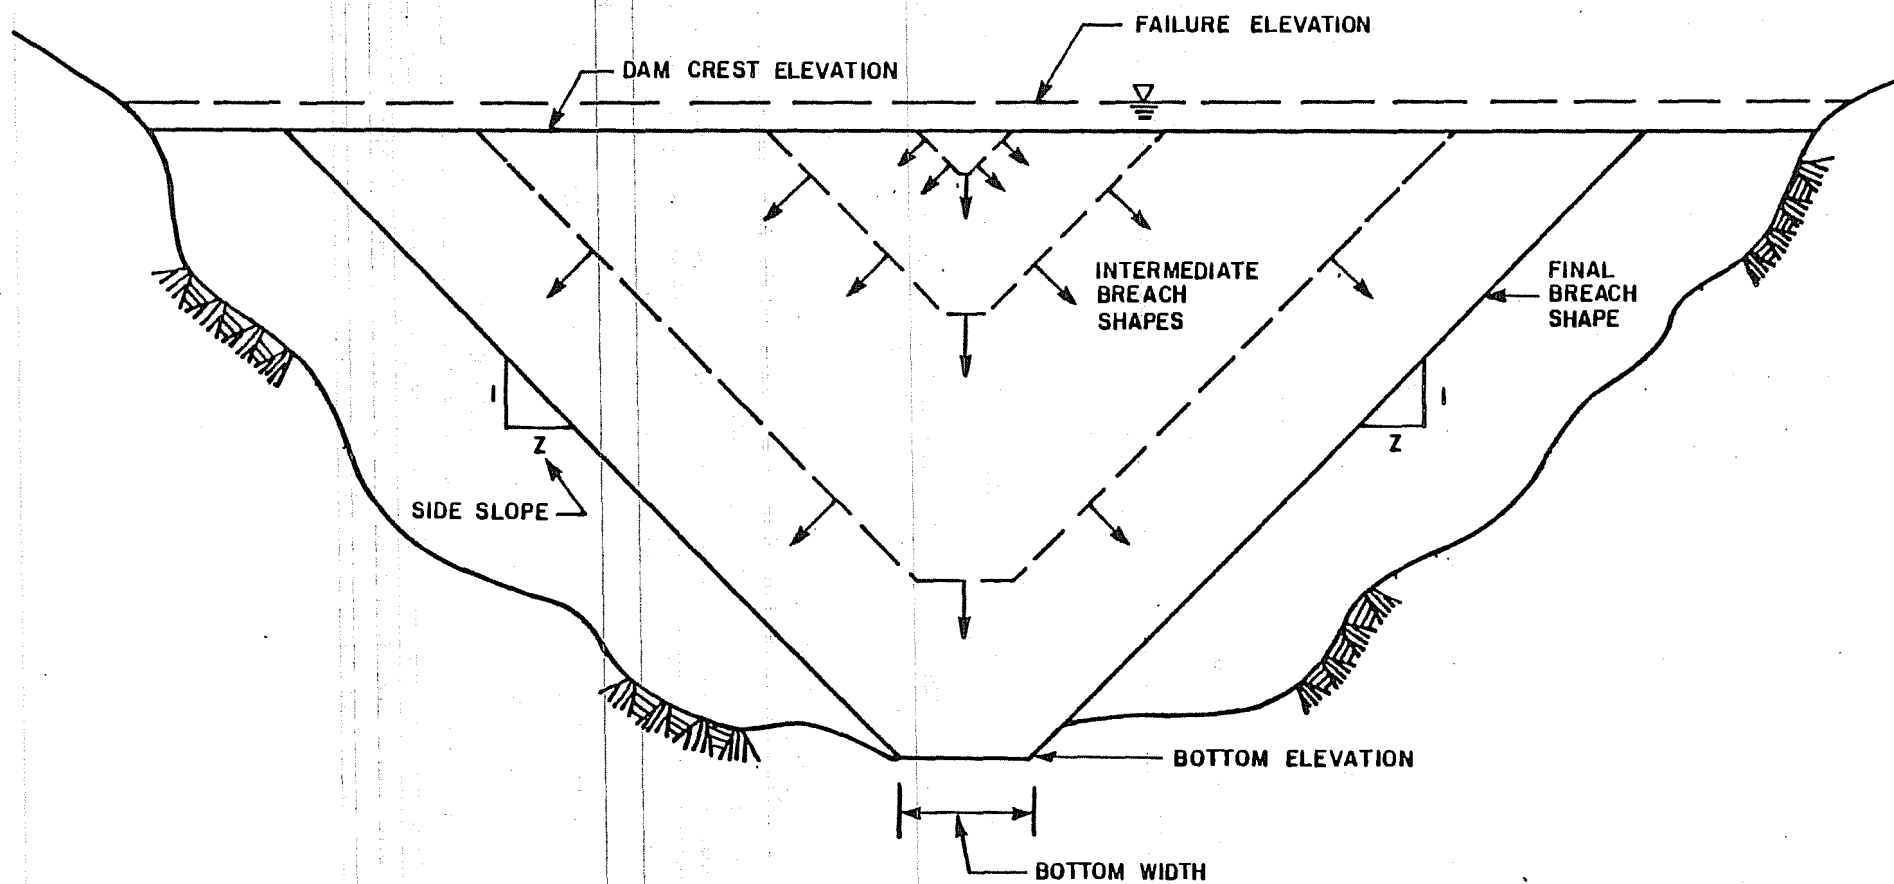 FAILURE ELEVATION
DAM CREST ELEVATION
INTERMEDIATE
BREACH
SHAPES
FINAL
BREACH
SHAPE
1
Z
1
Z
SIDE SLOPE
BOTTOM ELEVATION
BOTTOM WIDTH